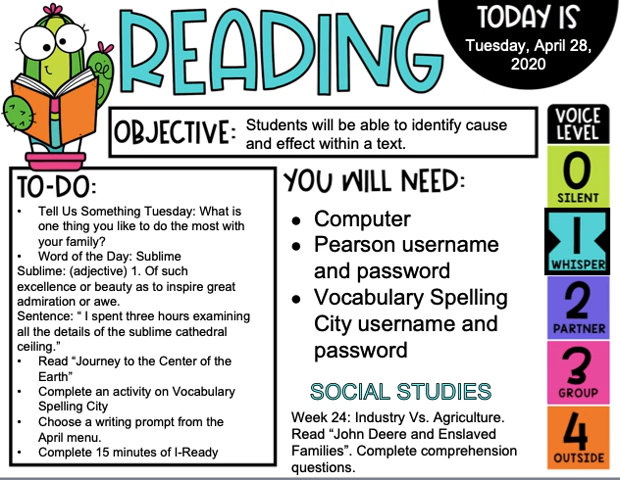 READING
TODAY IS
Tuesday, April 28,
2020
OBJECTIVE:
Students will be able to identify cause
and effect within a text.
TO-DO:
• Tell Us Something Tuesday: What is
one thing you like to do the most with
your family?
• Word of the Day: Sublime
Sublime: (adjective) 1. Of such
excellence or beauty as to inspire great
admiration or awe.
Sentence: “ I spent three hours examining
all the details of the sublime cathedral
ceiling.”
• Read “Journey to the Center of the
Earth”
• Complete an activity on Vocabulary
Spelling City
• Choose a writing prompt from the
April menu.
• Complete 15 minutes of I-Ready
YOU WILL NEED:
• Computer
• Pearson username
and password
• Vocabulary Spelling
City username and
password
SOCIAL STUDIES
Week 24: Industry Vs. Agriculture.
Read “John Deere and Enslaved
Families”. Complete comprehension
questions.
VOICE
LEVEL
0
SILENT
1
WHISPER
2
PARTNER
3
GROUP
4
OUTSIDE